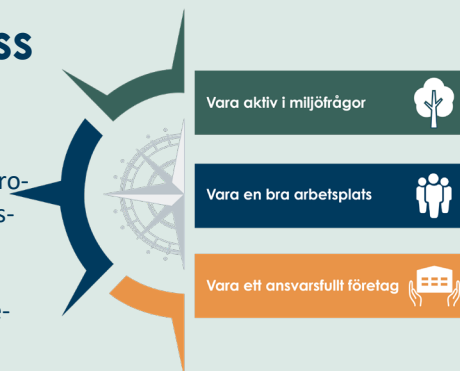 ss
ro-
s-
e-
Vara aktiv i miljöfrågor
Vara en bra arbetsplats
Vara ett ansvarsfullt företag